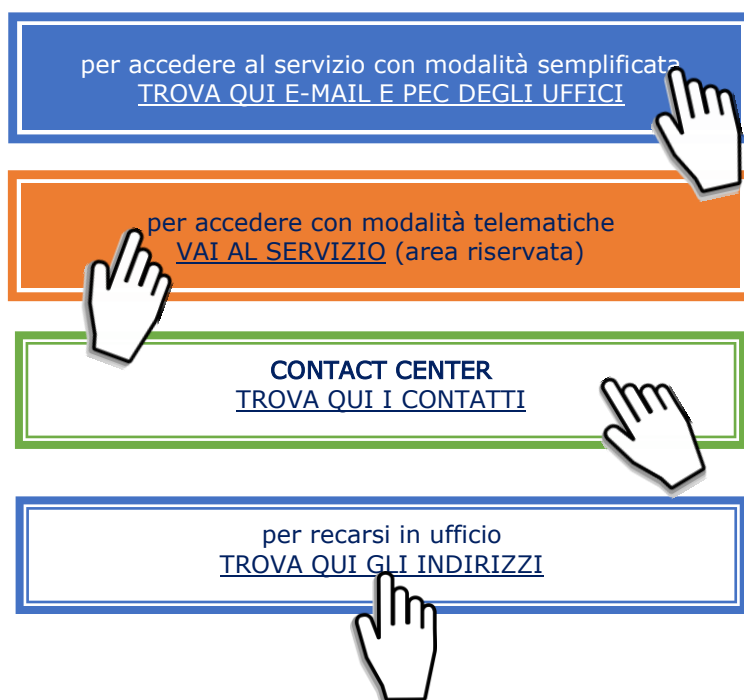 per accedere al servizio con modalità semplificata
TROVA QUI E-MAIL E PEC DEGLI UFFICI
per accedere con modalità telematiche
VAI AL SERVIZIO (area riservata)
CONTACT CENTER
TROVA QUI I CONTATTI
per recarsi in ufficio
TROVA QUI GLI INDIRIZZI